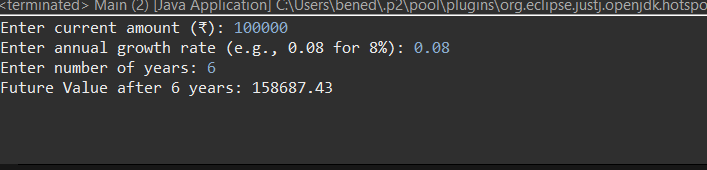 <terminated> Main (2) [Java Application] C:\Users\bened\.p2\pool\plugins\org.eclipse.justj.openjdk.hotspo
Enter current amount (₹): 100000
Enter annual growth rate (e.g., 0.08 for 8%): 0.08
Enter number of years: 6
Future Value after 6 years: 158687.43